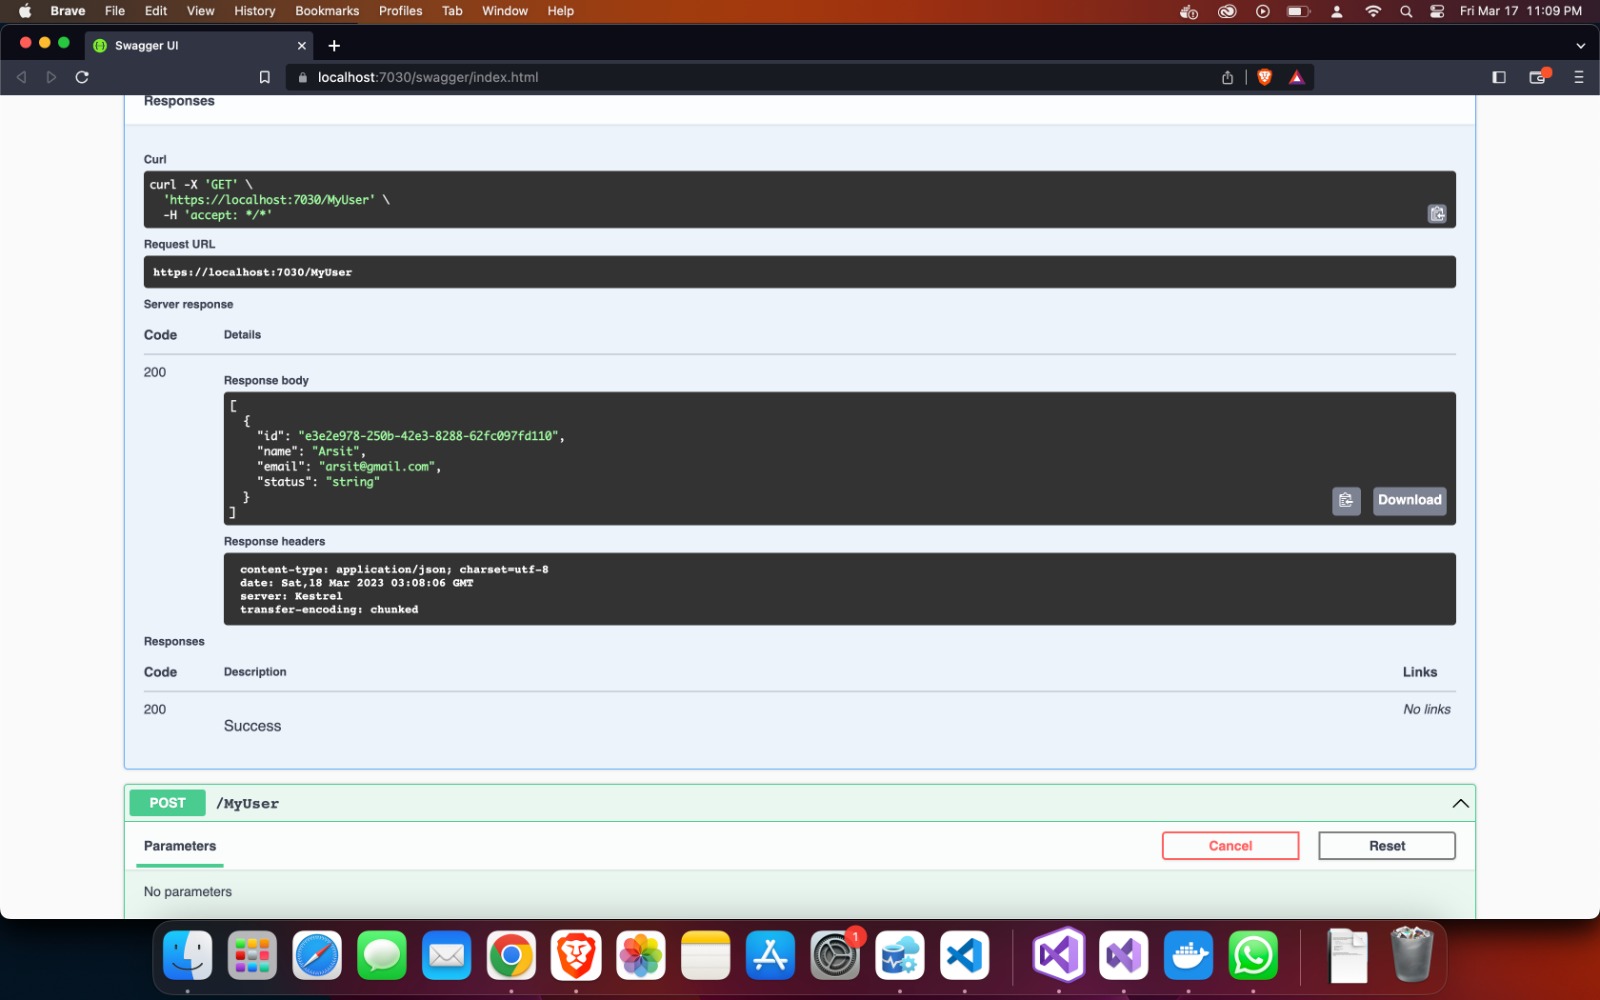 Brave File Edit View History Bookmarks Profiles Tab Window Help Fri Mar 17 11:09 PM
Swagger UI
localhost:7030/swagger/index.html
Responses
Curl
curl -X 'GET' \
'https://localhost:7030/MyUser' \
-H 'accept: */*'
Request URL
https://localhost:7030/MyUser
Server response
Code Details
200
Response body
[
{
"id": "e3e2e978-250b-42e3-8288-62fc097fd110",
"name": "Arsit",
"email": "arsit@gmail.com",
"status": "string"
}
]
Download
Response headers
content-type: application/json; charset=utf-8
date: Sat,18 Mar 2023 03:08:06 GMT
server: Kestrel
transfer-encoding: chunked
Responses
Code Description Links
200 No links
Success
POST /MyUser
Parameters Cancel Reset
No parameters
1